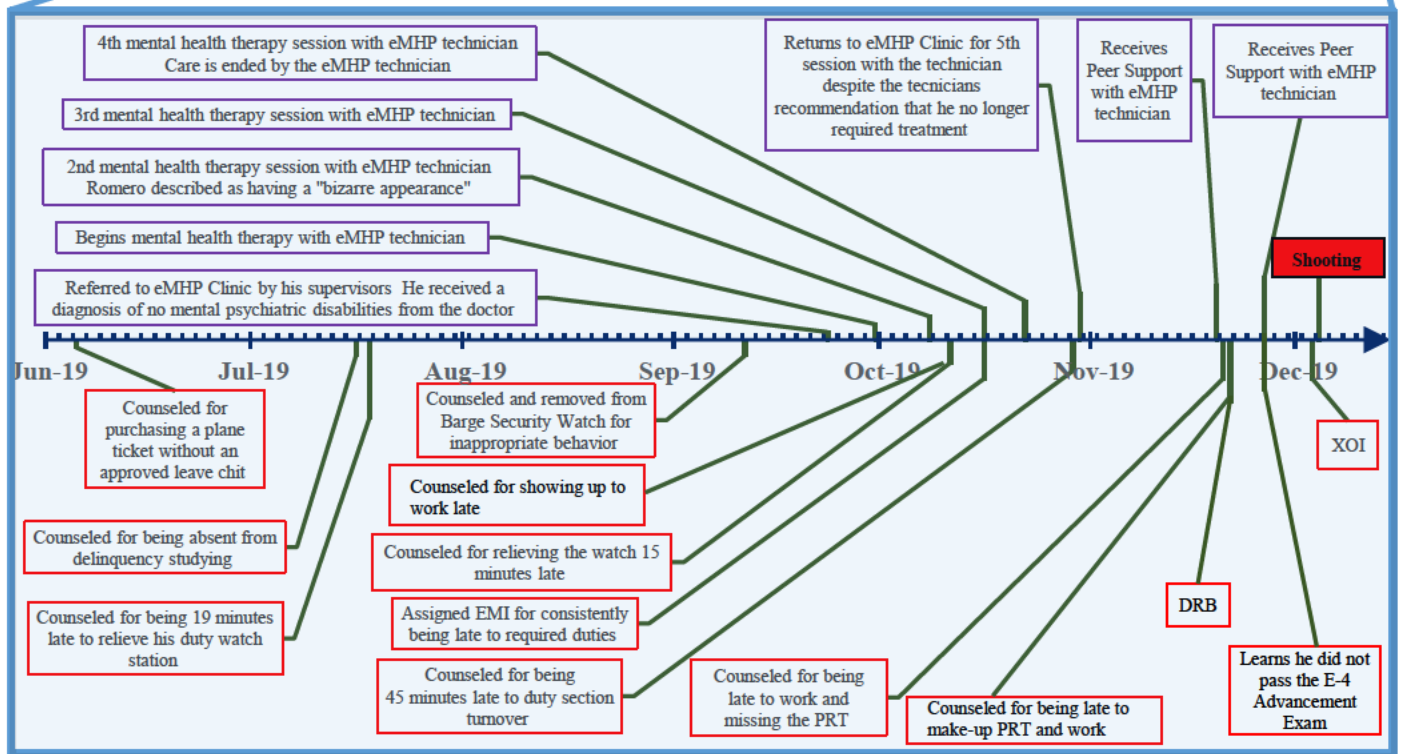 4th mental health therapy session with eMHP technician
Care is ended by the eMHP technician
3rd mental health therapy session with eMHP technician
2nd mental health therapy session with eMHP technician
Romero described as having a "bizarre appearance"
Begins mental health therapy with eMHP technician
Referred to eMHP Clinic by his supervisors He received a
diagnosis of no mental psychiatric disabilities from the doctor
Returns to eMHP Clinic for 5th
session with the technician
despite the tecnicians
recommendation that he no longer
required treatment
Receives
Peer Support
with eMHP
technician
Receives Peer
Support with eMHP
technician
Shooting
Jun-19
Jul-19
Aug-19
Sep-19
Oct-19
Nov-19
Dec-19
Counseled for
purchasing a plane
ticket without an
approved leave chit
Counseled for being absent from
delinquency studying
Counseled for being 19 minutes
late to relieve his duty watch
station
Counseled and removed from
Barge Security Watch for
inappropriate behavior
Counseled for showing up to
work late
Counseled for relieving the watch 15
minutes late
Assigned EMI for consistently
being late to required duties
Counseled for being
45 minutes late to duty section
turnover
Counseled for being
late to work and
missing the PRT
Counseled for being late to
make-up PRT and work
DRB
Learns he did not
pass the E-4
Advancement
Exam
XOI